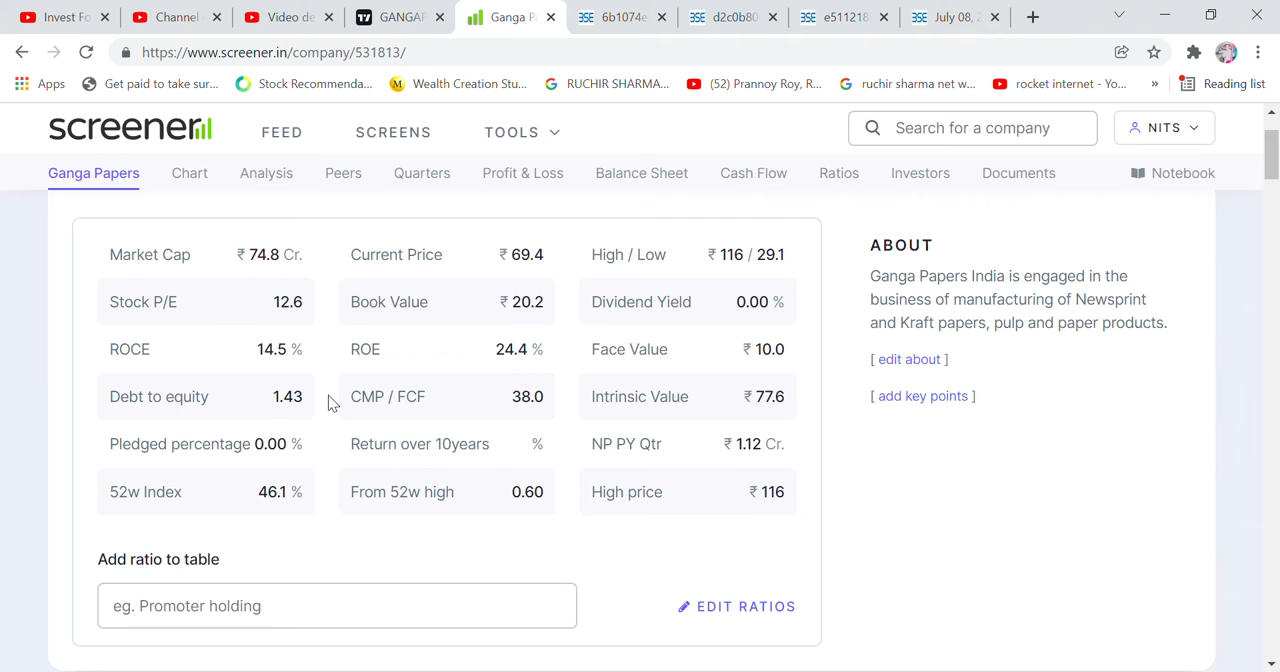 Invest Fo
Channel
Video de
GANGAP
Ganga P
6b1074e
d2c0b80
e511218
July 08, 2
https://www.screener.in/company/531813/
Apps
Get paid to take sur...
Stock Recommenda...
Wealth Creation Stu...
RUCHIR SHARMA...
(52) Prannoy Roy, R...
ruchir sharma net w...
rocket internet - Yo...
»
Reading list
screener
FEED
SCREENS
TOOLS
Search for a company
NITS
Ganga Papers
Chart
Analysis
Peers
Quarters
Profit & Loss
Balance Sheet
Cash Flow
Ratios
Investors
Documents
Notebook
Market Cap ₹ 74.8 Cr.
Current Price ₹ 69.4
High / Low ₹ 116 / 29.1
Stock P/E 12.6
Book Value ₹ 20.2
Dividend Yield 0.00 %
ROCE 14.5 %
ROE 24.4 %
Face Value ₹ 10.0
Debt to equity 1.43
CMP / FCF 38.0
Intrinsic Value ₹ 77.6
Pledged percentage 0.00 %
Return over 10years %
NP PY Qtr ₹ 1.12 Cr.
52w Index 46.1 %
From 52w high 0.60
High price ₹ 116
Add ratio to table
eg. Promoter holding
EDIT RATIOS
ABOUT
Ganga Papers India is engaged in the
business of manufacturing of Newsprint
and Kraft papers, pulp and paper products.
[ edit about ]
[ add key points ]